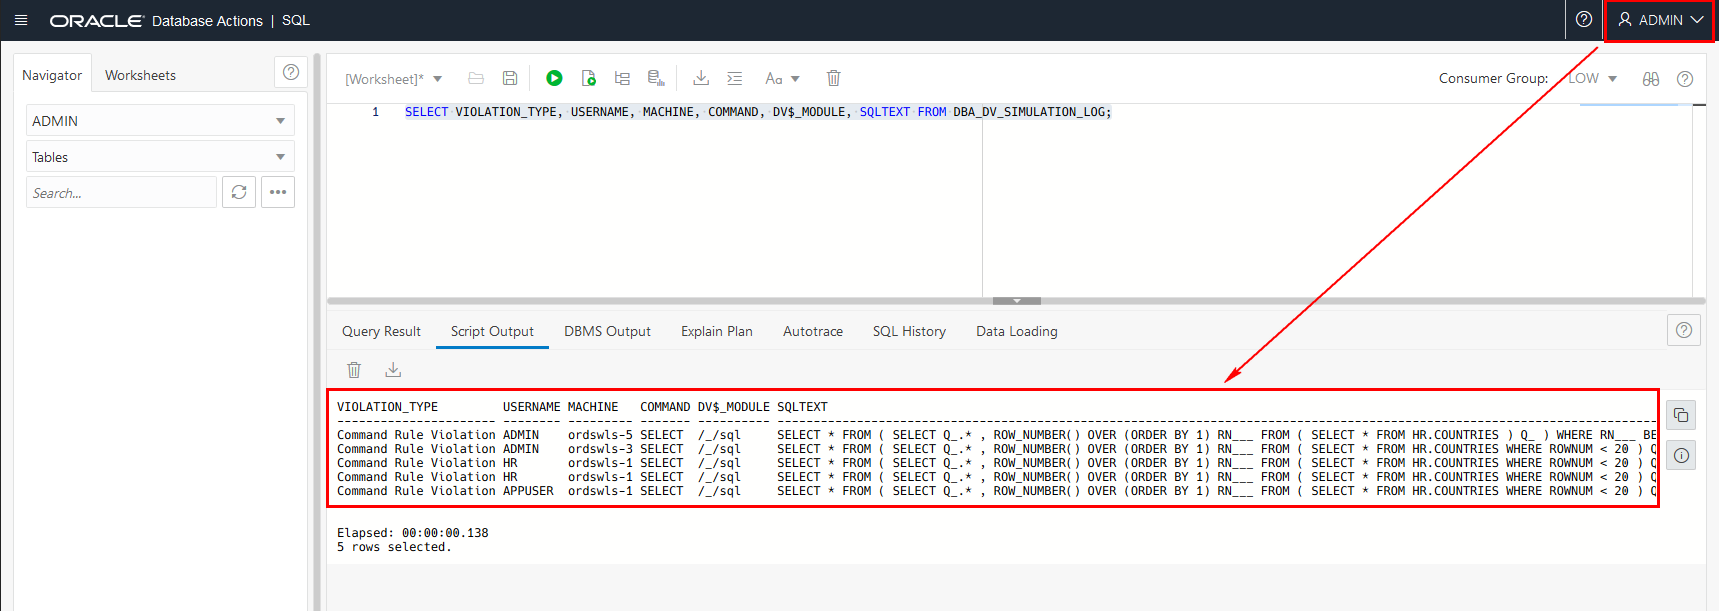 ORACLE Database Actions | SQL
ADMIN
Navigator
Worksheets
ADMIN
Tables
Search...
[Worksheet]*
Aa
Consumer Group: LOW
1 SELECT VIOLATION_TYPE, USERNAME, MACHINE, COMMAND, DV$_MODULE, SQLTEXT FROM DBA_DV_SIMULATION_LOG;
Query Result Script Output DBMS Output Explain Plan Autotrace SQL History Data Loading
VIOLATION_TYPE USERNAME MACHINE COMMAND DV$_MODULE SQLTEXT
Command Rule Violation ADMIN ordswls-5 SELECT /_/sql SELECT * FROM ( SELECT Q_.* , ROW_NUMBER() OVER (ORDER BY 1) RN___ FROM ( SELECT * FROM HR.COUNTRIES ) Q_ ) WHERE RN___ BE
Command Rule Violation ADMIN ordswls-3 SELECT /_/sql SELECT * FROM ( SELECT Q_.* , ROW_NUMBER() OVER (ORDER BY 1) RN___ FROM ( SELECT * FROM HR.COUNTRIES WHERE ROWNUM < 20 ) Q
Command Rule Violation HR ordswls-1 SELECT /_/sql SELECT * FROM ( SELECT Q_.* , ROW_NUMBER() OVER (ORDER BY 1) RN___ FROM ( SELECT * FROM HR.COUNTRIES WHERE ROWNUM < 20 ) Q
Command Rule Violation HR ordswls-1 SELECT /_/sql SELECT * FROM ( SELECT Q_.* , ROW_NUMBER() OVER (ORDER BY 1) RN___ FROM ( SELECT * FROM HR.COUNTRIES WHERE ROWNUM < 20 ) Q
Command Rule Violation APPUSER ordswls-1 SELECT /_/sql SELECT * FROM ( SELECT Q_.* , ROW_NUMBER() OVER (ORDER BY 1) RN___ FROM ( SELECT * FROM HR.COUNTRIES WHERE ROWNUM < 20 ) Q
Elapsed: 00:00:00.138
5 rows selected.